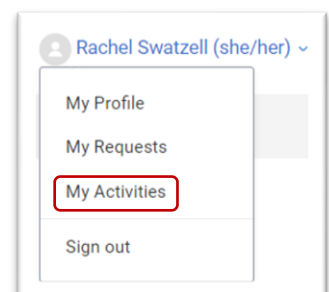 Rachel Swatzell (she/her)
My Profile
My Requests
My Activities
Sign out